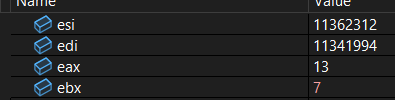 Name Value
esi 11362312
edi 11341994
eax 13
ebx 7